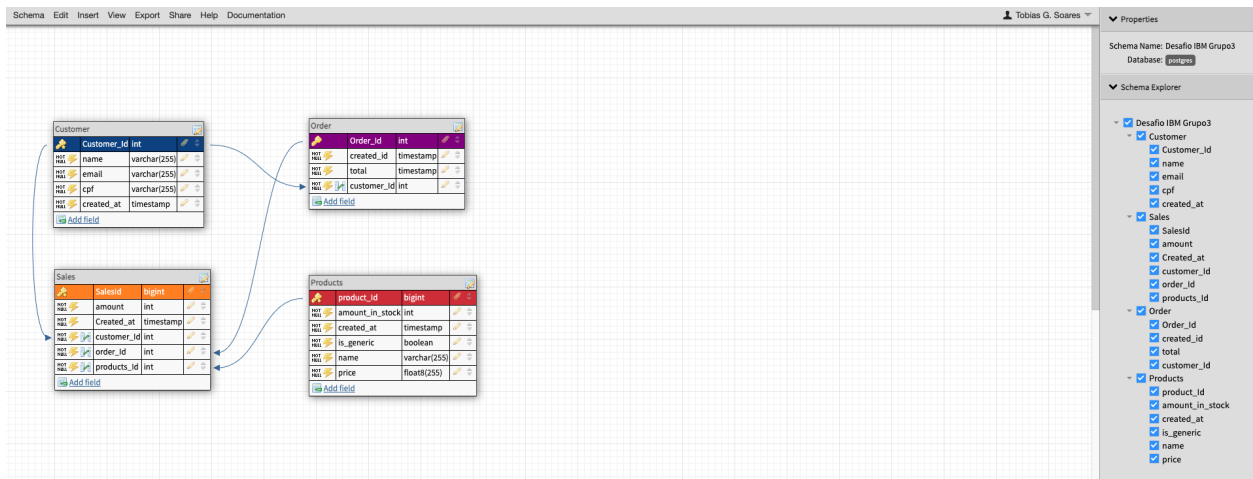 Schema Edit Insert View Export Share Help Documentation
Tobias G. Soares
Customer
Customer_Id int
NOT NULL name varchar(255)
NOT NULL email varchar(255)
NOT NULL cpf varchar(255)
NOT NULL created_at timestamp
Add field
Order
Order_Id int
NOT NULL created_id timestamp
NOT NULL total timestamp
NOT NULL customer_Id int
Add field
Sales
SalesId bigint
NOT NULL amount int
NOT NULL Created_at timestamp
NOT NULL customer_Id int
NOT NULL order_Id int
NOT NULL products_Id int
Add field
Products
product_Id bigint
NOT NULL amount_in_stock int
NOT NULL created_at timestamp
NOT NULL is_generic boolean
NOT NULL name varchar(255)
NOT NULL price float8(255)
Add field
Properties
Schema Name: Desafio IBM Grupo3
Database: postgres
Schema Explorer
Desafio IBM Grupo3
Customer
Customer_Id
name
email
cpf
created_at
Sales
SalesId
amount
Created_at
customer_Id
order_Id
products_Id
Order
Order_Id
created_id
total
customer_Id
Products
product_Id
amount_in_stock
created_at
is_generic
name
price